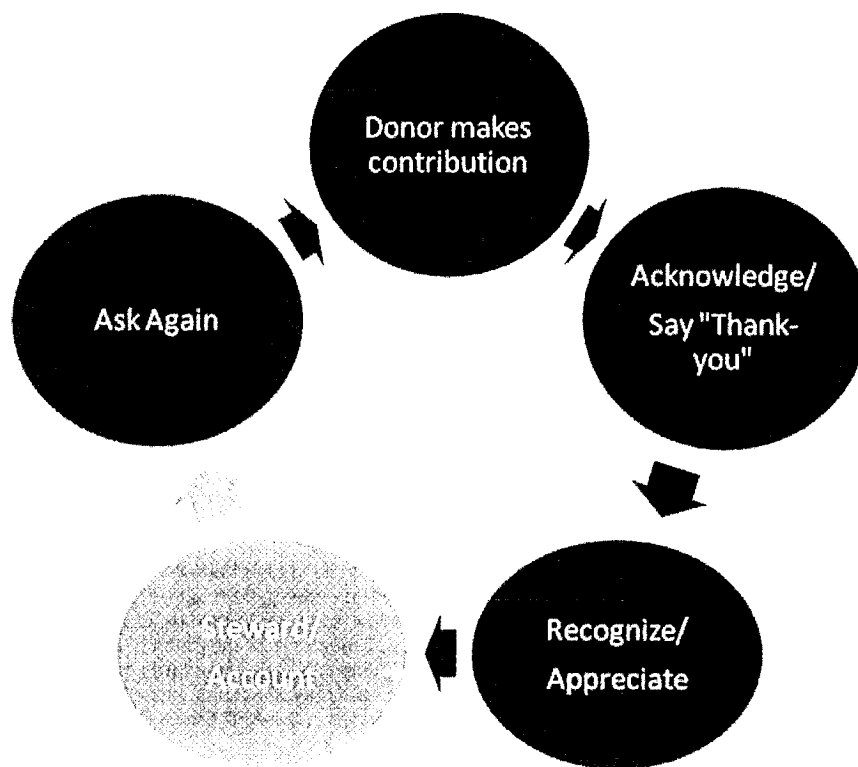 Donor makes
contribution
Acknowledge/
Say "Thank-
you"
Recognize/
Appreciate
Steward/
Account
Ask Again